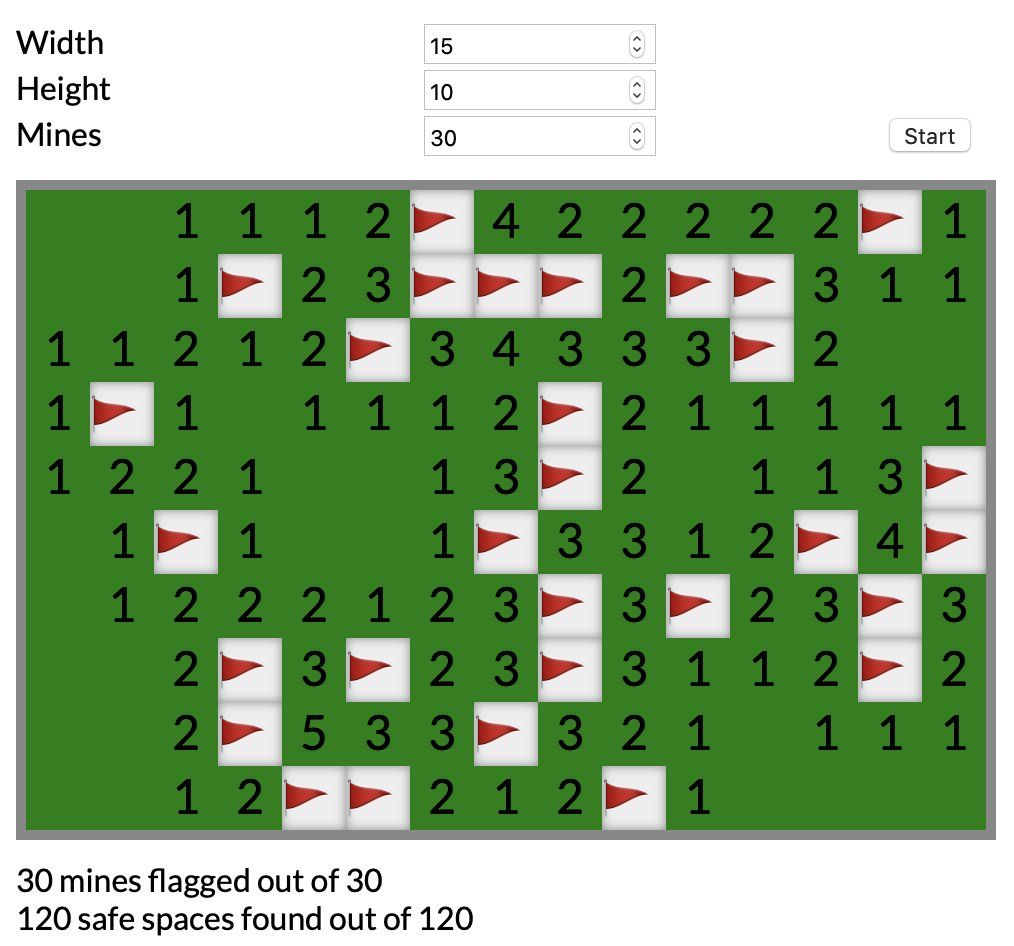 Width 15
Height 10
Mines 30 Start
1 1 1 2 4 2 2 2 2 2 1
1 2 3 2 3 1 1
1 1 2 1 2 3 4 3 3 3 2
1 1 1 1 1 2 2 1 1 1 1 1
1 2 2 1 1 3 2 1 1 3
1 1 1 3 3 1 2 4
1 2 2 2 1 2 3 3 2 3 3
2 3 2 3 3 1 1 2 2
2 5 3 3 3 2 1 1 1 1
1 2 2 1 2 1
30 mines flagged out of 30
120 safe spaces found out of 120